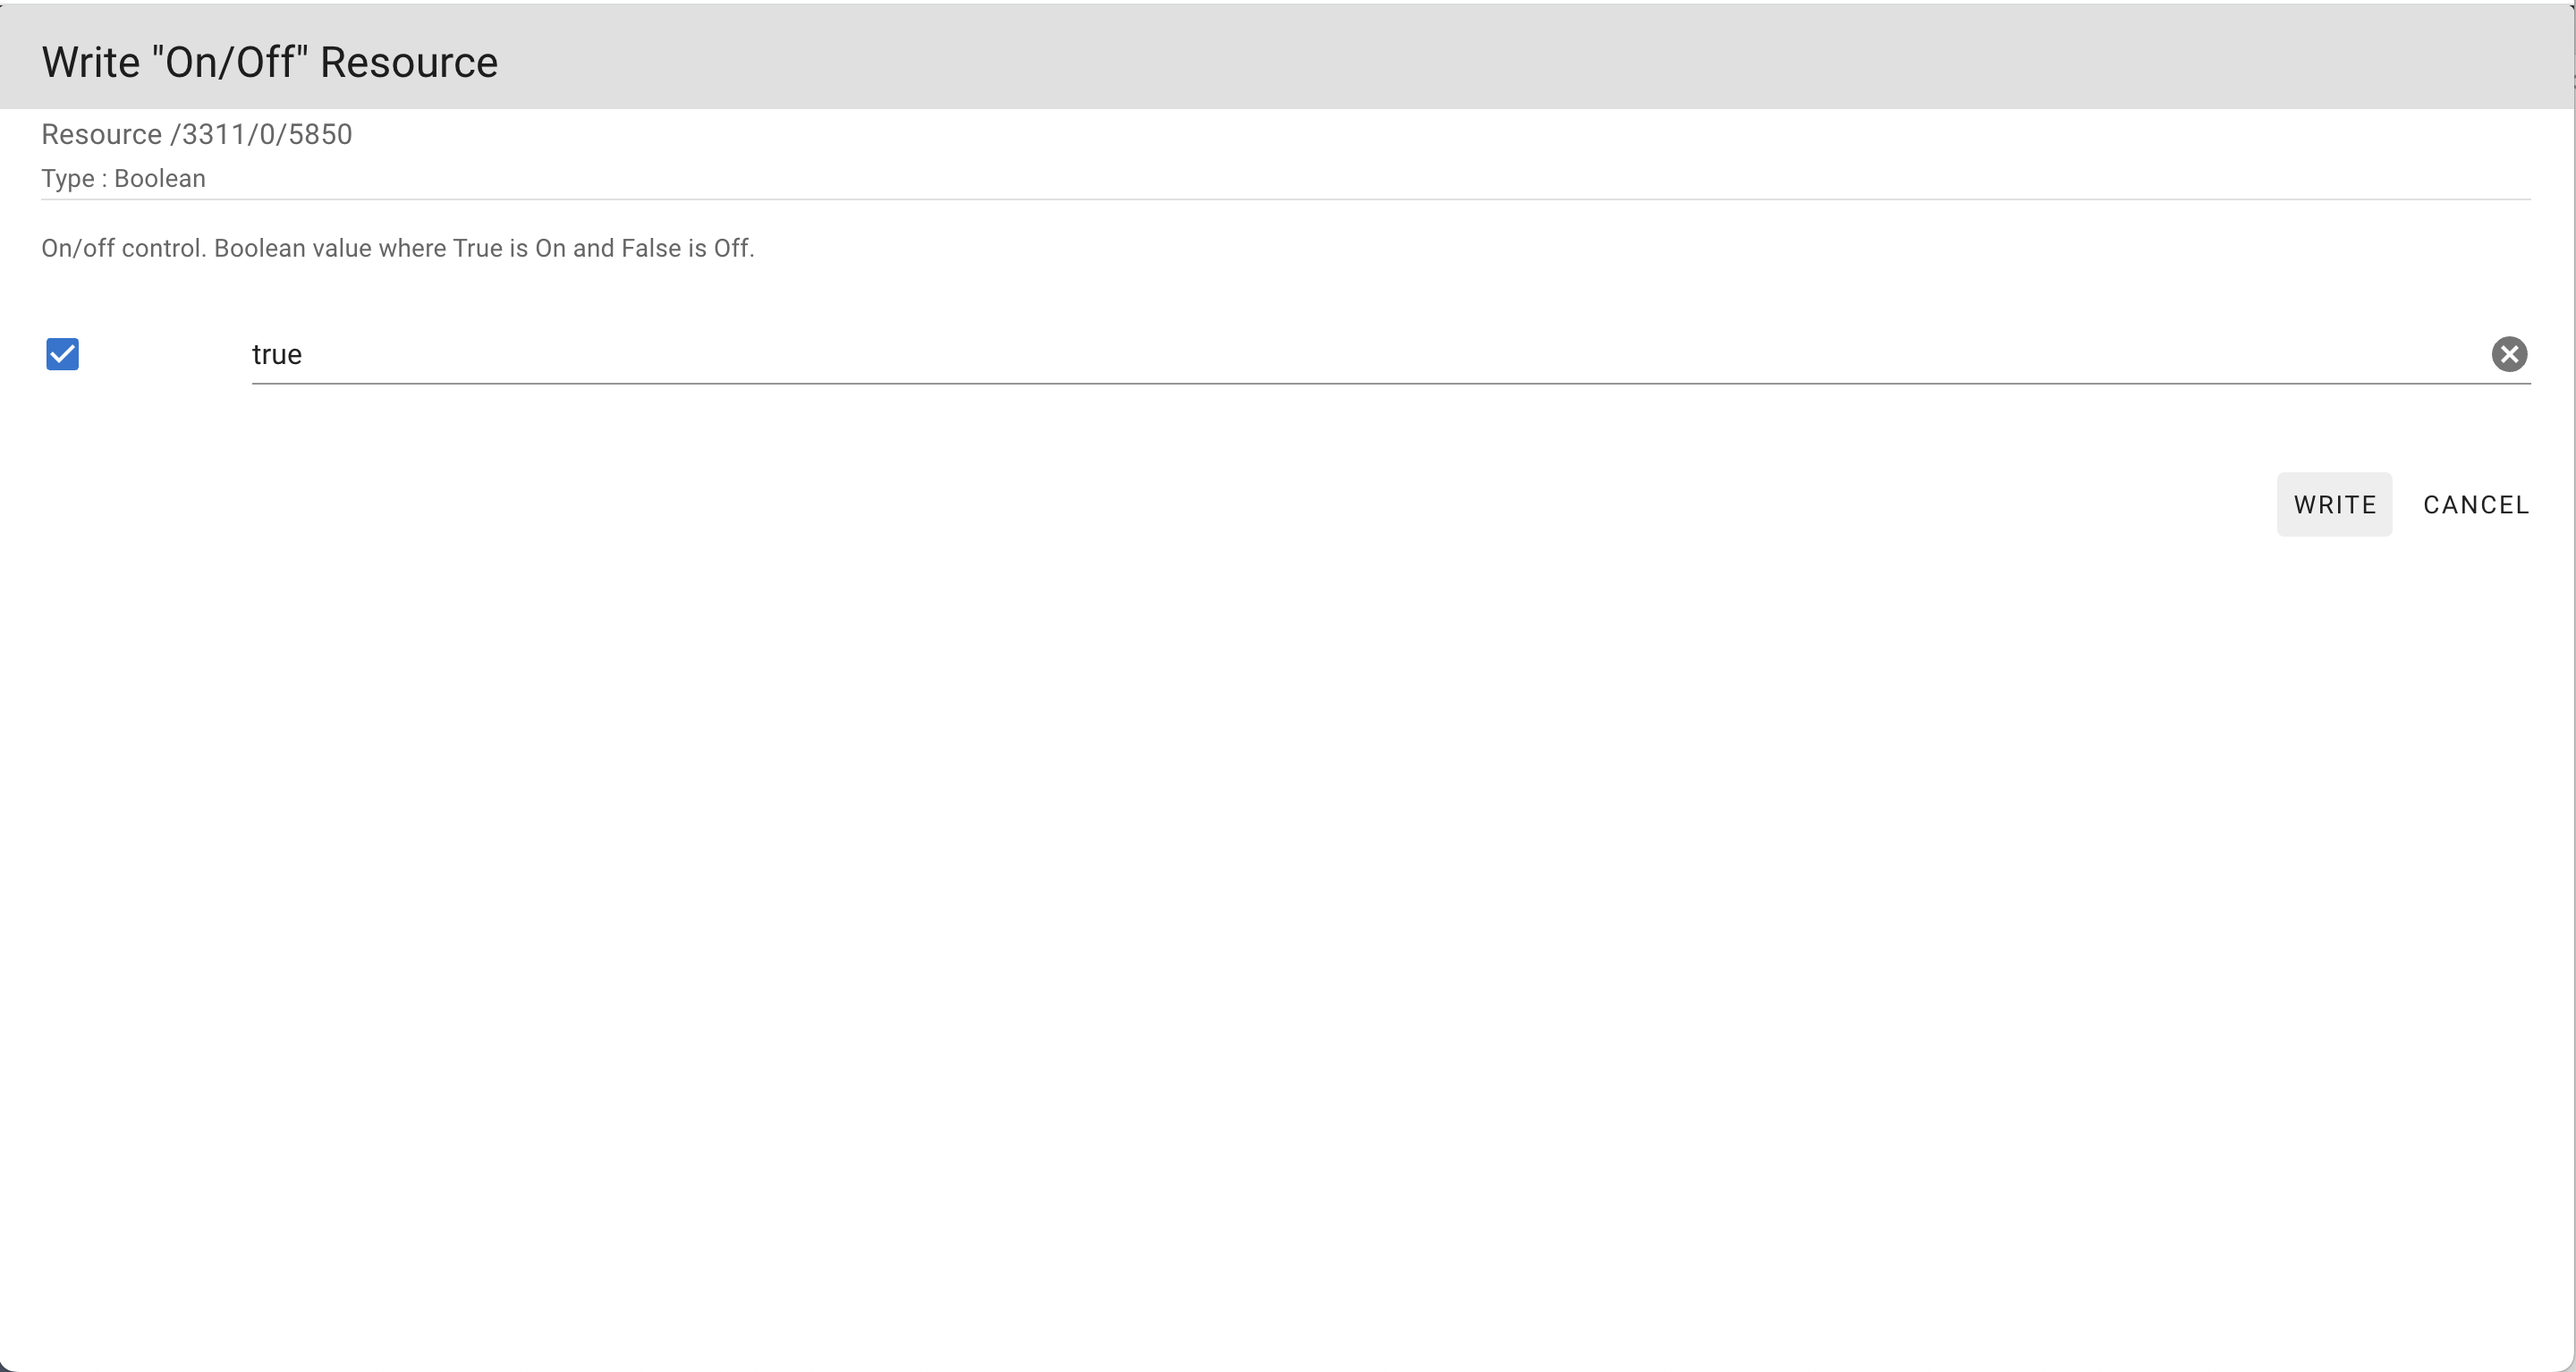 Write "On/Off" Resource
Resource /3311/0/5850
Type : Boolean
On/off control. Boolean value where True is On and False is Off.
true
WRITE CANCEL